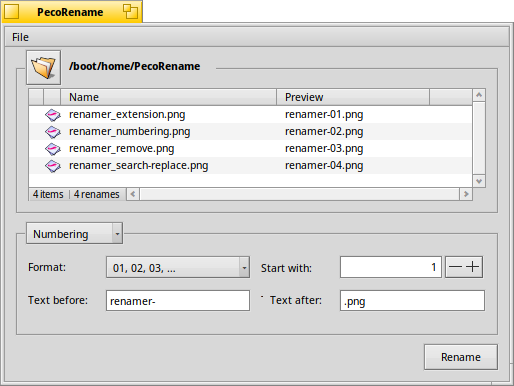 PecoRename
File
/boot/home/PecoRename
Name Preview
renamer_extension.png renamer-01.png
renamer_numbering.png renamer-02.png
renamer_remove.png renamer-03.png
renamer_search-replace.png renamer-04.png
4 items 4 renames
Numbering
Format: 01, 02, 03, ... Start with: 1
Text before: renamer- Text after: .png
Rename